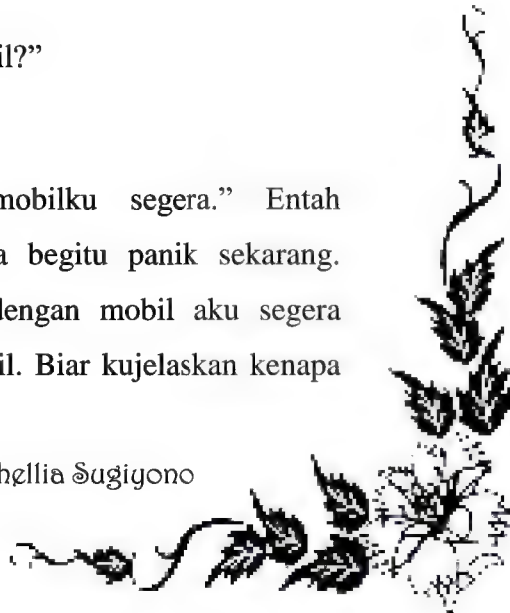 il?”
mobilku segera.” Entah
a begitu panik sekarang.
dengan mobil aku segera
il. Biar kujelaskan kenapa
hellia Sugiyono